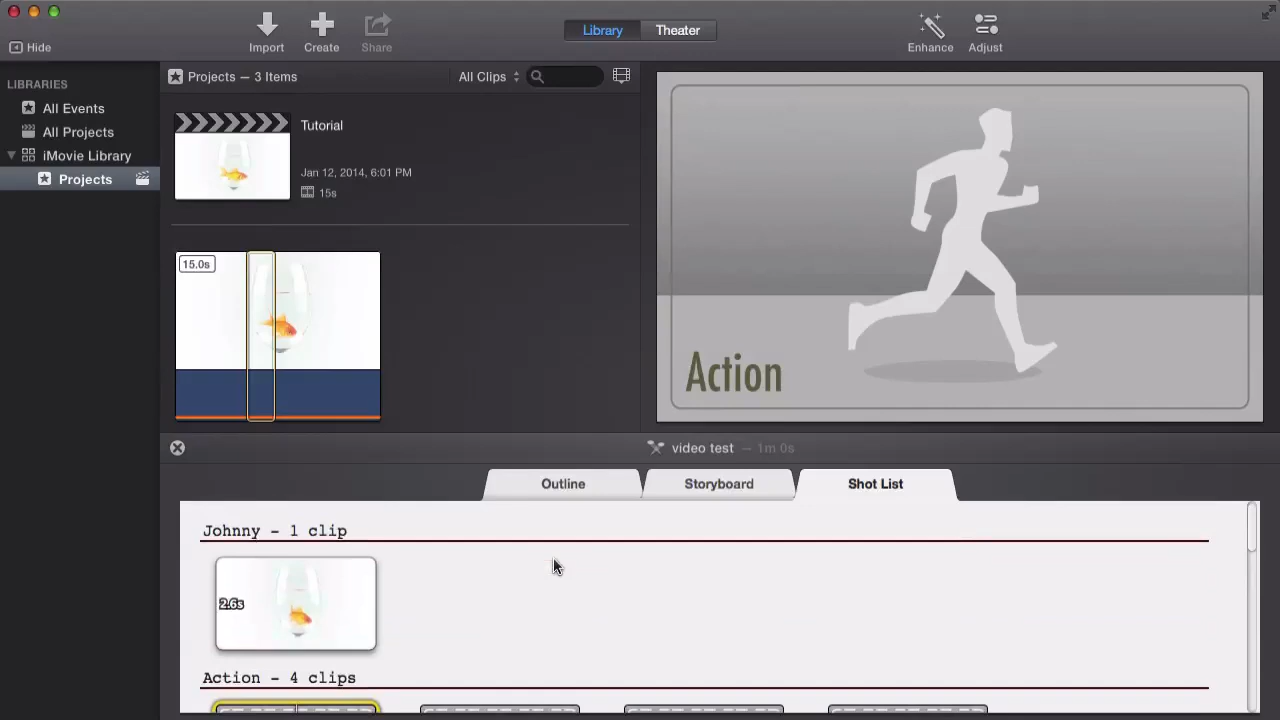 Hide
Import
Create
Share
Library
Theater
Enhance
Adjust
LIBRARIES
All Events
All Projects
iMovie Library
Projects
Projects — 3 Items
All Clips
Tutorial
Jan 12, 2014, 6:01 PM
15s
15.0s
Action
video test — 1m 0s
Outline
Storyboard
Shot List
Johnny - 1 clip
2.6s
Action - 4 clips